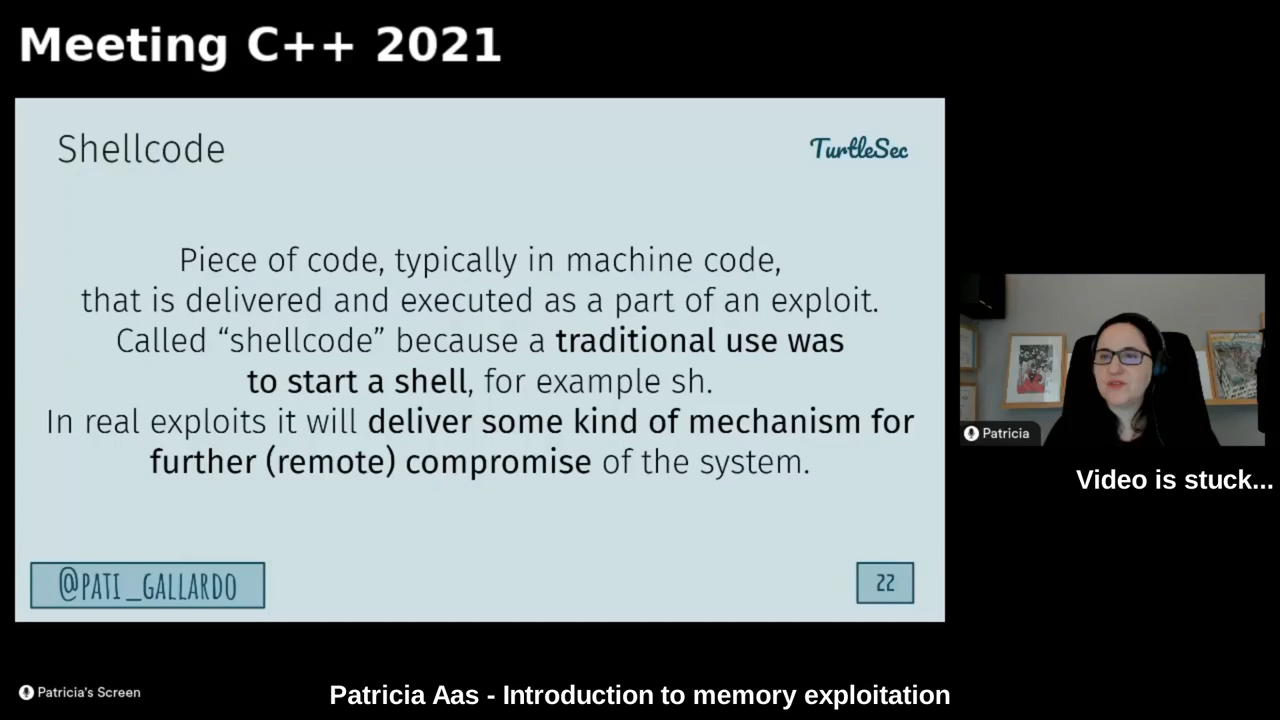 Meeting C++ 2021
Shellcode
TurtleSec
Piece of code, typically in machine code,
that is delivered and executed as a part of an exploit.
Called “shellcode” because a traditional use was
to start a shell, for example sh.
In real exploits it will deliver some kind of mechanism for
further (remote) compromise of the system.
@PATI_GALLARDO
22
Patricia
Video is stuck...
Patricia's Screen
Patricia Aas - Introduction to memory exploitation